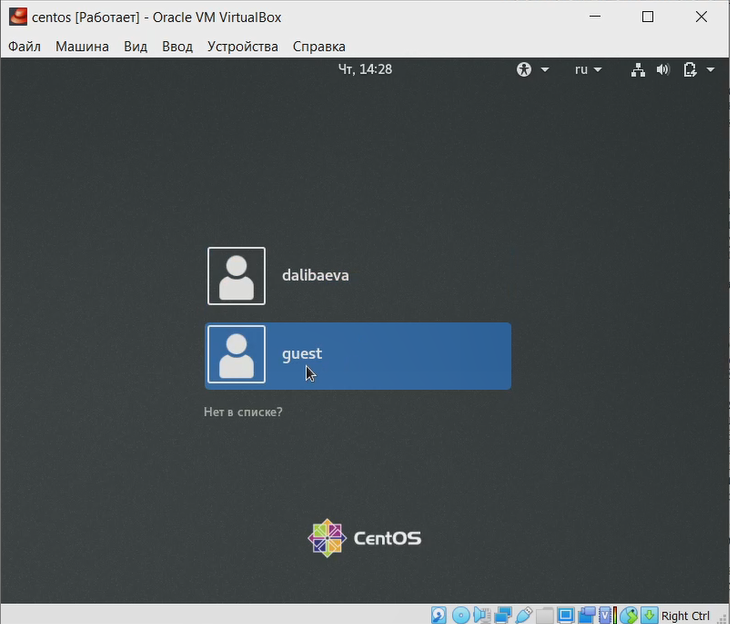 centos [Работает] - Oracle VM VirtualBox
Файл Машина Вид Ввод Устройства Справка
Чт, 14:28 ru
dalibaeva
guest
Нет в списке?
CentOS
Right Ctrl